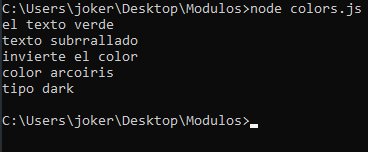 C:\Users\joker\Desktop\Modulos>node colors.js
el texto verde
texto subrrallado
invierte el color
color arcoiris
tipo dark
C:\Users\joker\Desktop\Modulos>